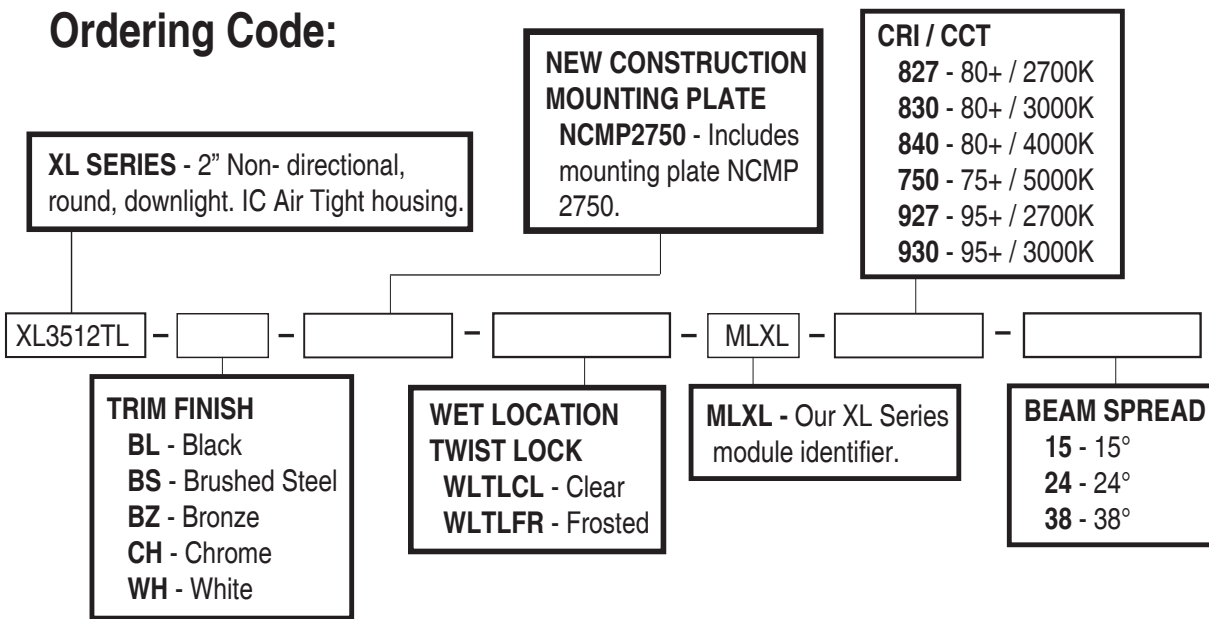 Ordering Code:
XL SERIES - 2” Non- directional,
round, downlight. IC Air Tight housing.
NEW CONSTRUCTION
MOUNTING PLATE
NCMP2750 - Includes
mounting plate NCMP
2750.
CRI / CCT
827 - 80+ / 2700K
830 - 80+ / 3000K
840 - 80+ / 4000K
750 - 75+ / 5000K
927 - 95+ / 2700K
930 - 95+ / 3000K
XL3512TL – – – – MLXL – –
TRIM FINISH
BL - Black
BS - Brushed Steel
BZ - Bronze
CH - Chrome
WH - White
WET LOCATION
TWIST LOCK
WLTLCL - Clear
WLTLFR - Frosted
MLXL - Our XL Series
module identifier.
BEAM SPREAD
15 - 15°
24 - 24°
38 - 38°